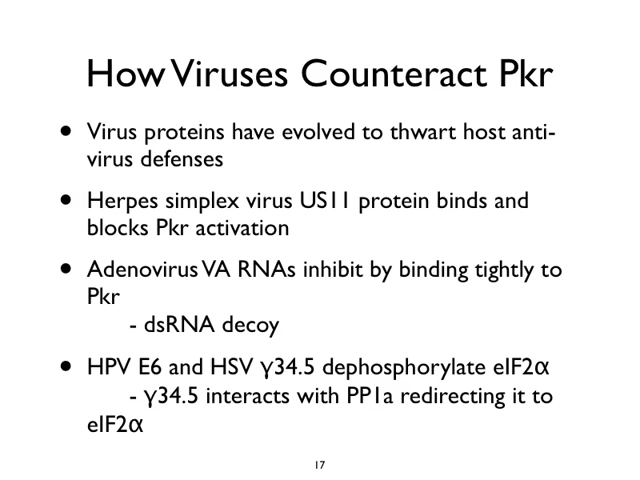 How Viruses Counteract Pkr
• Virus proteins have evolved to thwart host anti-
virus defenses
• Herpes simplex virus US11 protein binds and
blocks Pkr activation
• Adenovirus VA RNAs inhibit by binding tightly to
Pkr
- dsRNA decoy
• HPV E6 and HSV γ34.5 dephosphorylate eIF2α
- γ34.5 interacts with PP1a redirecting it to
eIF2α
17